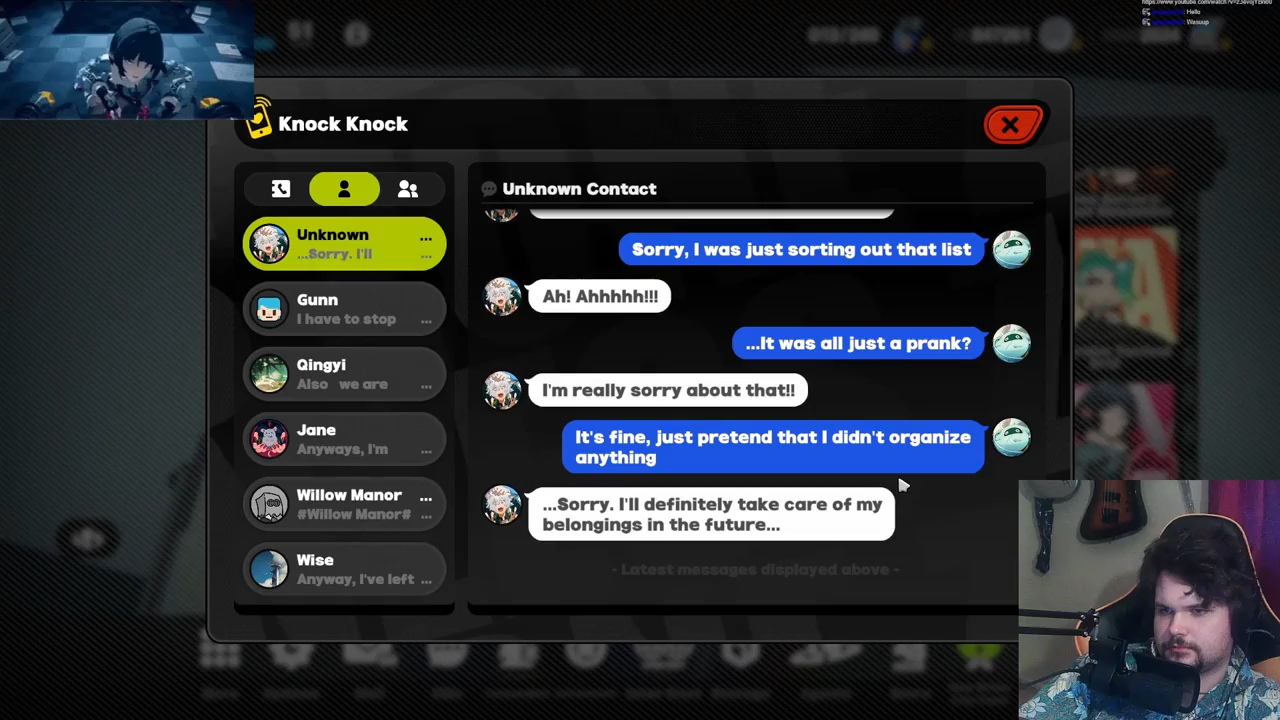 Hello
Wasuup
Knock Knock
Unknown
...Sorry. I'll
...
Gunn
I have to stop
...
Qingyi
Also we are
...
Jane
Anyways, I'm
...
Willow Manor
#Willow Manor#
...
Wise
Anyway, I've left
...
Unknown Contact
Sorry, I was just sorting out that list
Ah! Ahhhhh!!!
...It was all just a prank?
I'm really sorry about that!!
It's fine, just pretend that I didn't organize
anything
...Sorry. I'll definitely take care of my
belongings in the future...
- Latest messages displayed above -